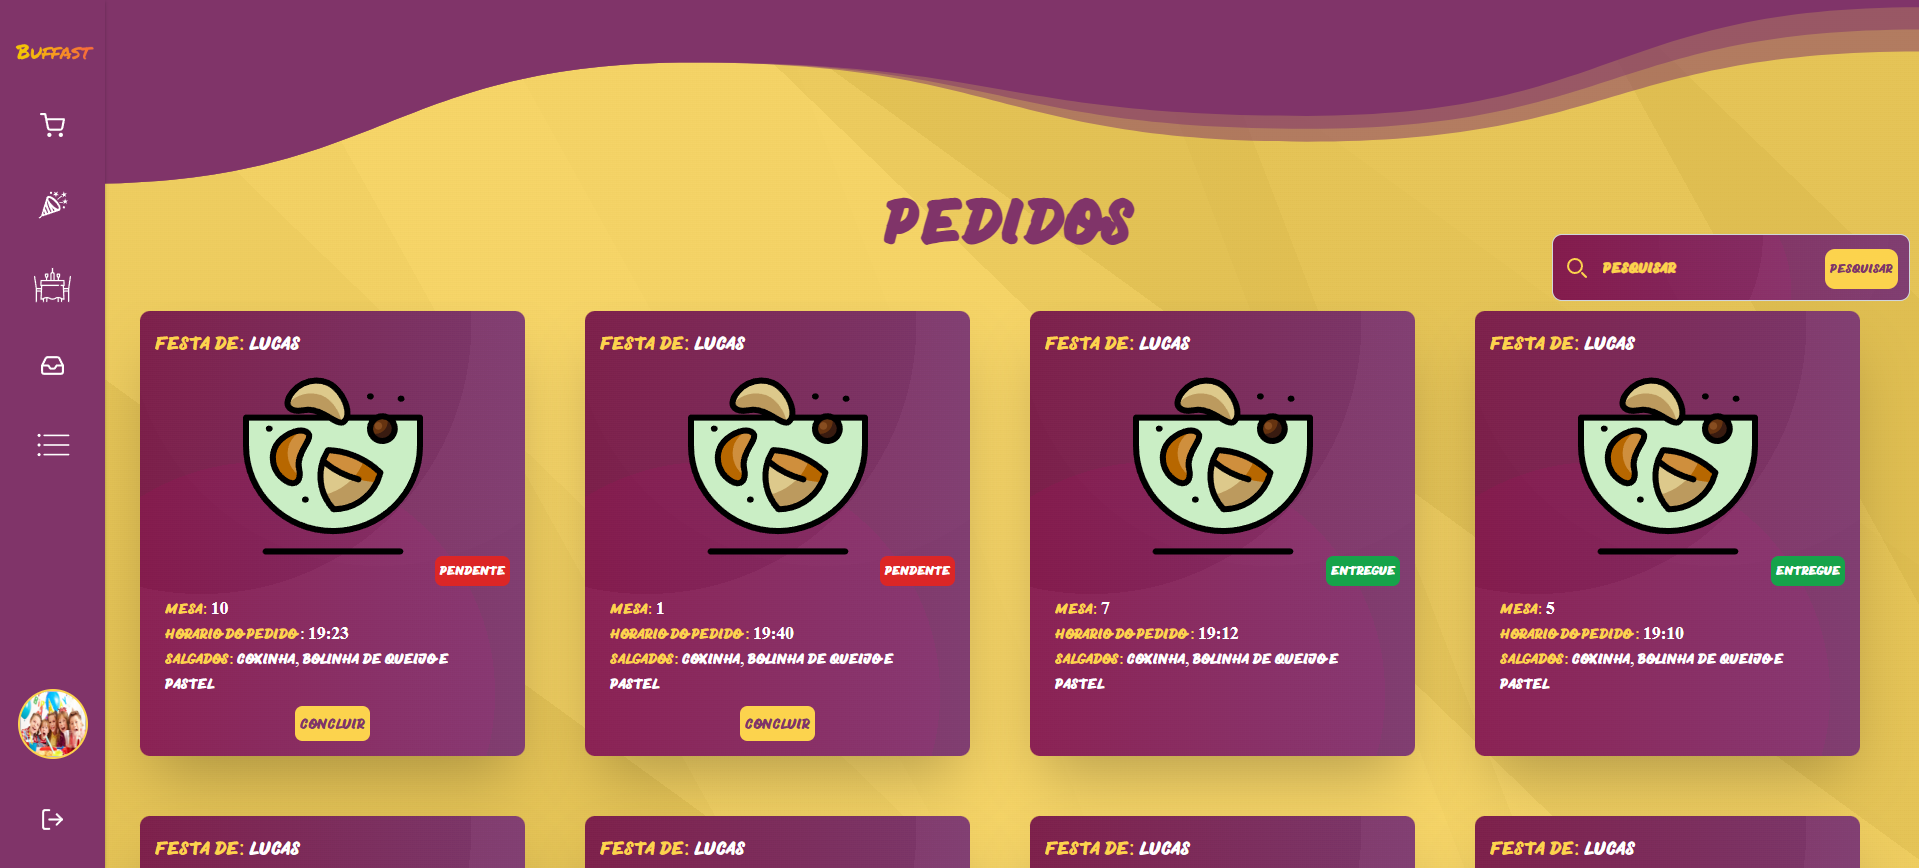 BUFFAST
PEDIDOS
PESQUISAR
PESQUISAR
FESTA DE: LUCAS
PENDENTE
MESA: 10
HORARIO DO PEDIDO : 19:23
SALGADOS: COXINHA, BOLINHA DE QUEIJO E
PASTEL
CONCLUIR
FESTA DE: LUCAS
PENDENTE
MESA: 1
HORARIO DO PEDIDO : 19:40
SALGADOS: COXINHA, BOLINHA DE QUEIJO E
PASTEL
CONCLUIR
FESTA DE: LUCAS
ENTREGUE
MESA: 7
HORARIO DO PEDIDO : 19:12
SALGADOS: COXINHA, BOLINHA DE QUEIJO E
PASTEL
FESTA DE: LUCAS
ENTREGUE
MESA: 5
HORARIO DO PEDIDO : 19:10
SALGADOS: COXINHA, BOLINHA DE QUEIJO E
PASTEL
FESTA DE: LUCAS
FESTA DE: LUCAS
FESTA DE: LUCAS
FESTA DE: LUCAS